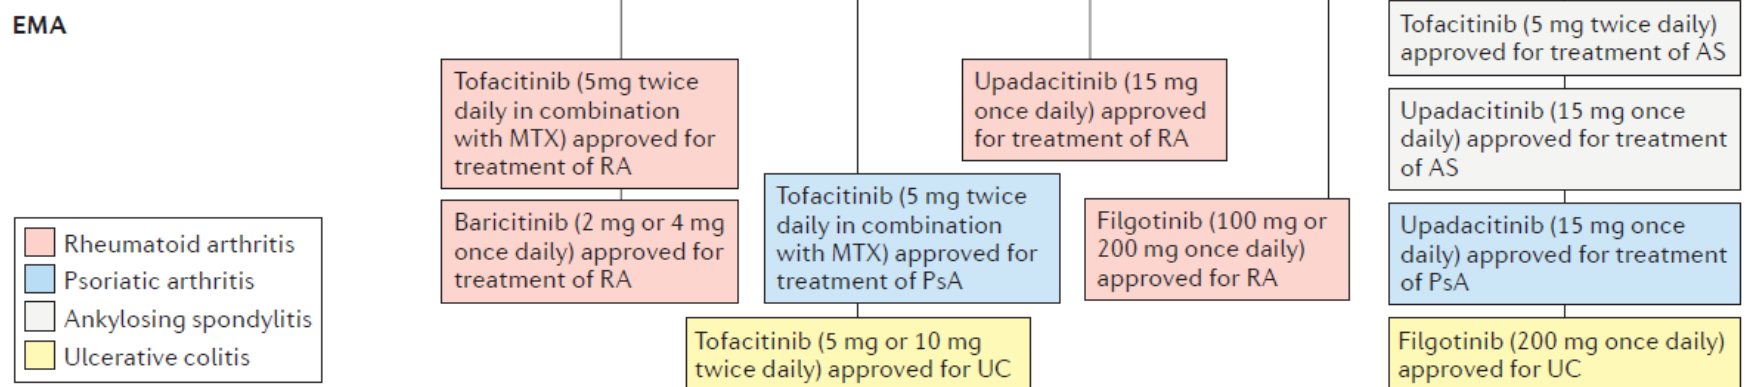 EMA
Tofacitinib (5mg twice
daily in combination
with MTX) approved for
treatment of RA
Baricitinib (2 mg or 4 mg
once daily) approved for
treatment of RA
Tofacitinib (5 mg twice
daily in combination
with MTX) approved for
treatment of PsA
Tofacitinib (5 mg or 10 mg
twice daily) approved for UC
Upadacitinib (15 mg
once daily) approved
for treatment of RA
Filgotinib (100 mg or
200 mg once daily)
approved for RA
Tofacitinib (5 mg twice daily)
approved for treatment of AS
Upadacitinib (15 mg once
daily) approved for treatment
of AS
Upadacitinib (15 mg once
daily) approved for treatment
of PsA
Filgotinib (200 mg once daily)
approved for UC
Rheumatoid arthritis
Psoriatic arthritis
Ankylosing spondylitis
Ulcerative colitis